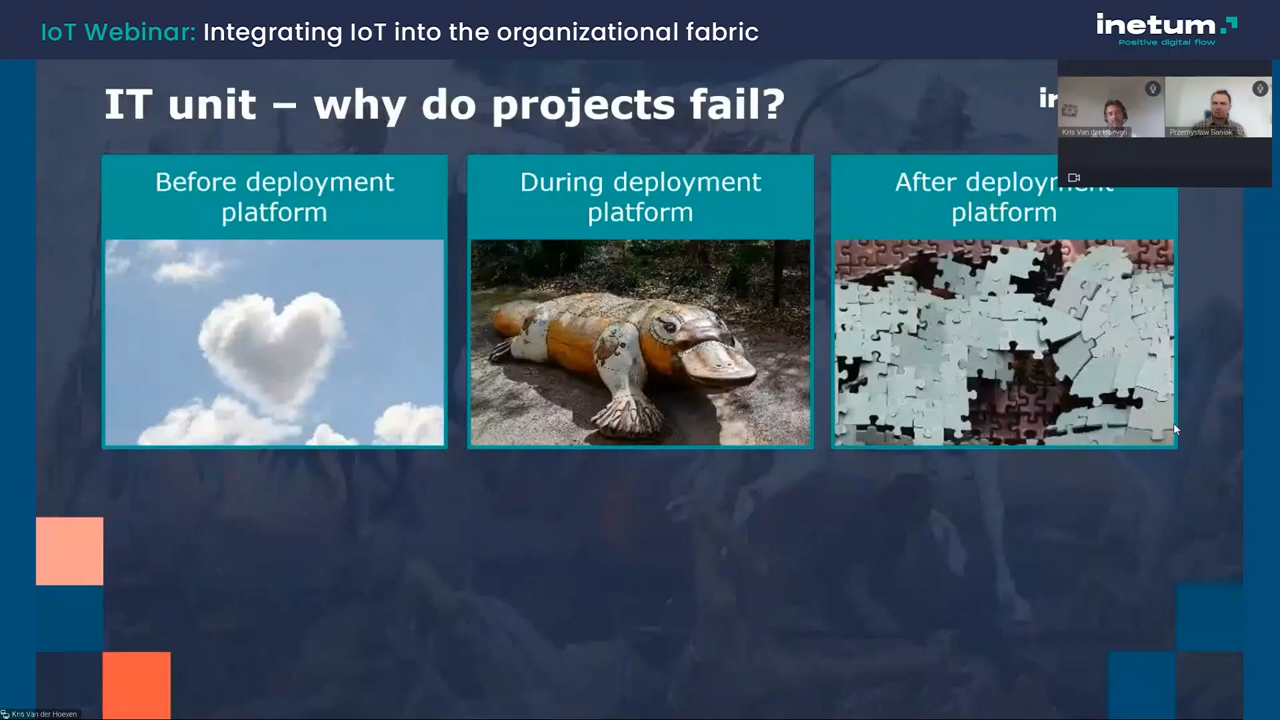 IoT Webinar: Integrating IoT into the organizational fabric
inetum
Positive digital flow
IT unit – why do projects fail?
Kris Van der Hoeven
Przemysław Saniek
Before deployment
platform
During deployment
platform
After deployment
platform
Kris Van der Hoeven